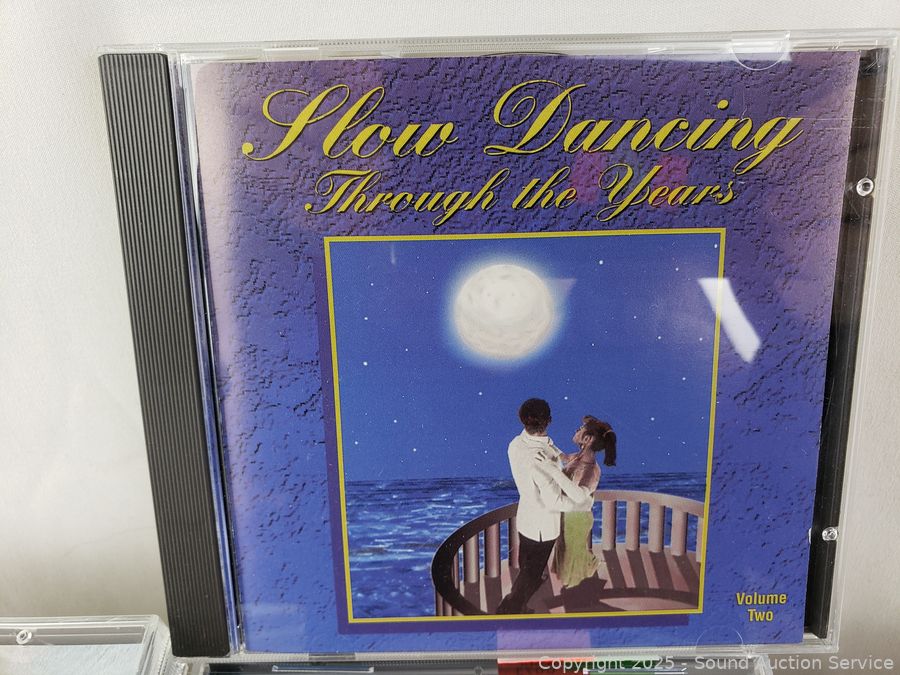 Slow Dancing
Through the Years
Volume
Two
Copyright 2025 - Sound Auction Service